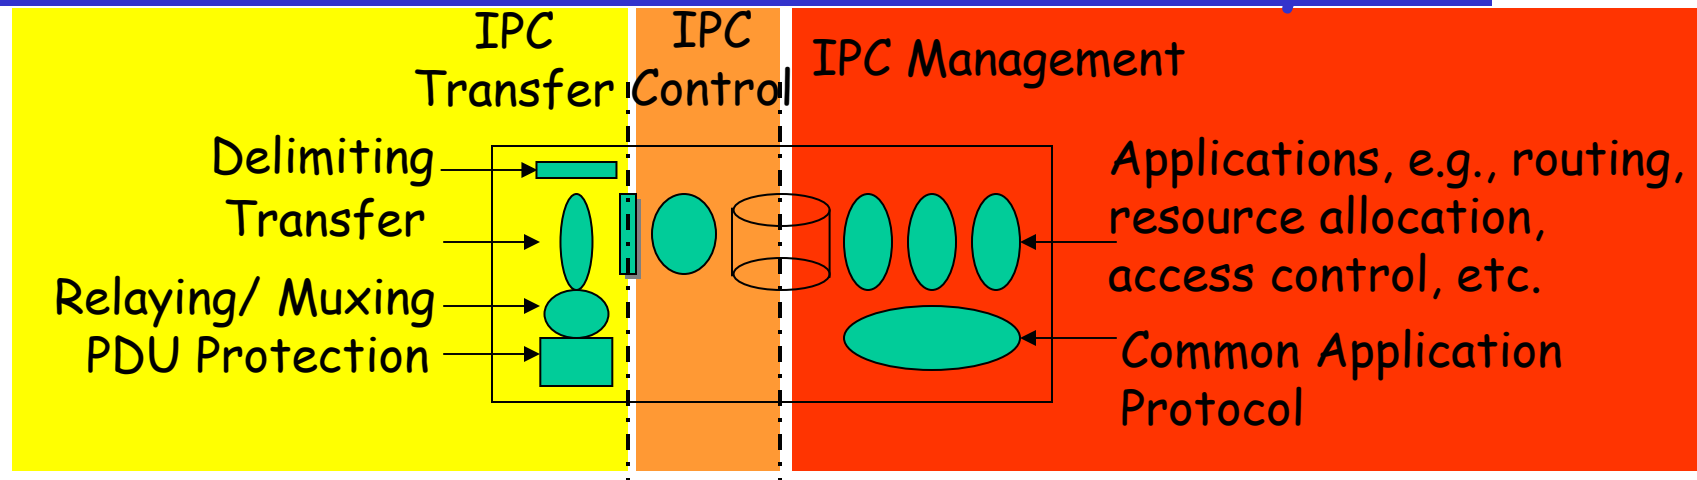 IPC
Transfer
IPC
Control
IPC Management
Delimiting
Transfer
Relaying/ Muxing
PDU Protection
Applications, e.g., routing,
resource allocation,
access control, etc.
Common Application
Protocol